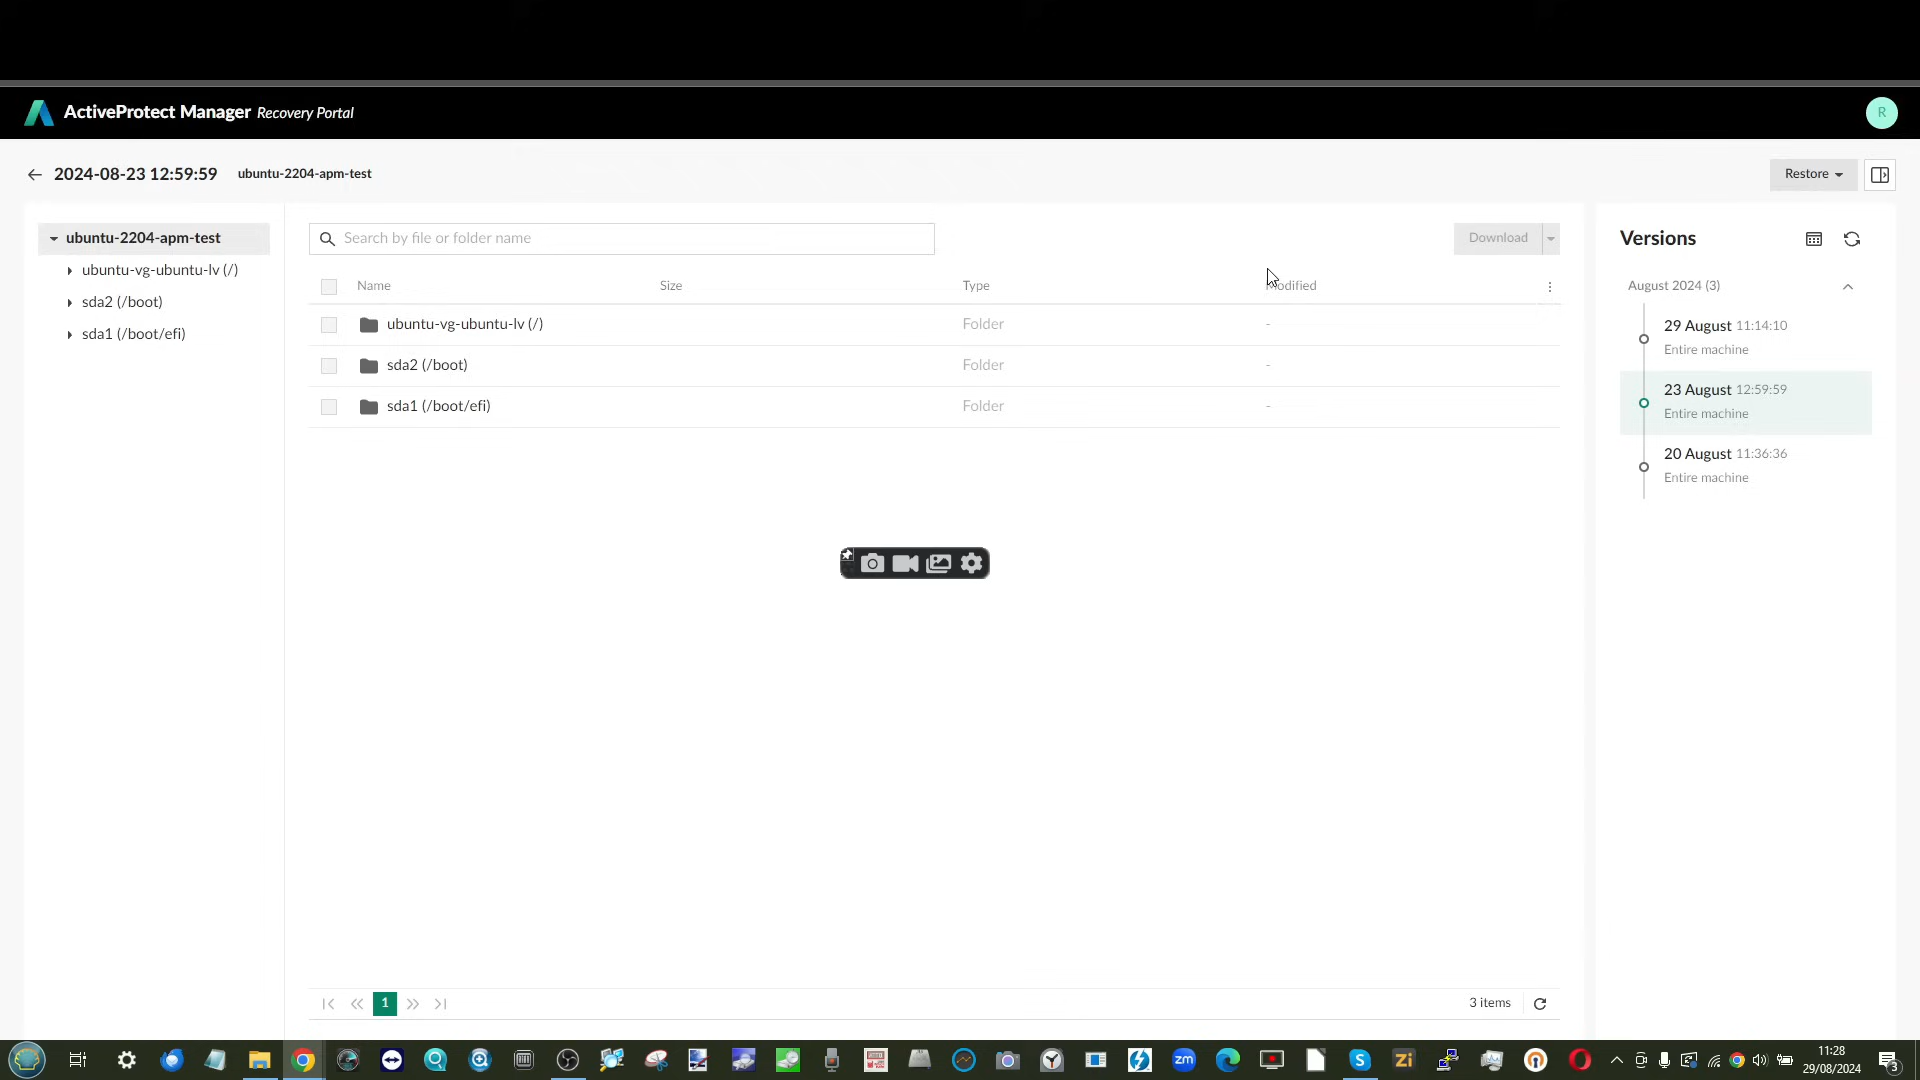 ActiveProtect Manager Recovery Portal
R
2024-08-23 12:59:59 ubuntu-2204-apm-test
Restore
ubuntu-2204-apm-test
ubuntu-vg-ubuntu-lv (/)
sda2 (/boot)
sda1 (/boot/efi)
Search by file or folder name
Download
Name Size Type Modified
ubuntu-vg-ubuntu-lv (/) Folder -
sda2 (/boot) Folder -
sda1 (/boot/efi) Folder -
1
3 items
Versions
August 2024 (3)
29 August 11:14:10
Entire machine
23 August 12:59:59
Entire machine
20 August 11:36:36
Entire machine
zm
Zi
11:28
29/08/2024
3